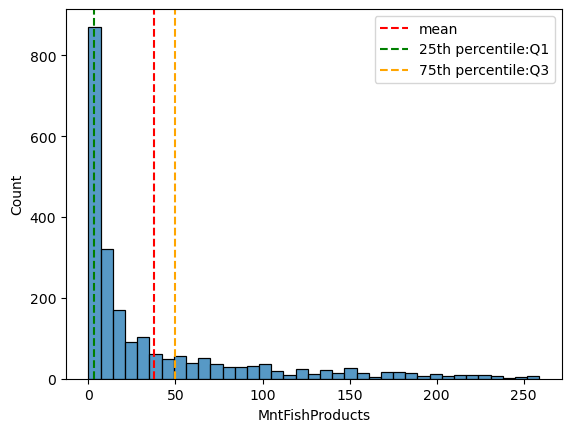 mean
25th percentile:Q1
75th percentile:Q3
800
600
400
200
0
Count
0 50 100 150 200 250
MntFishProducts